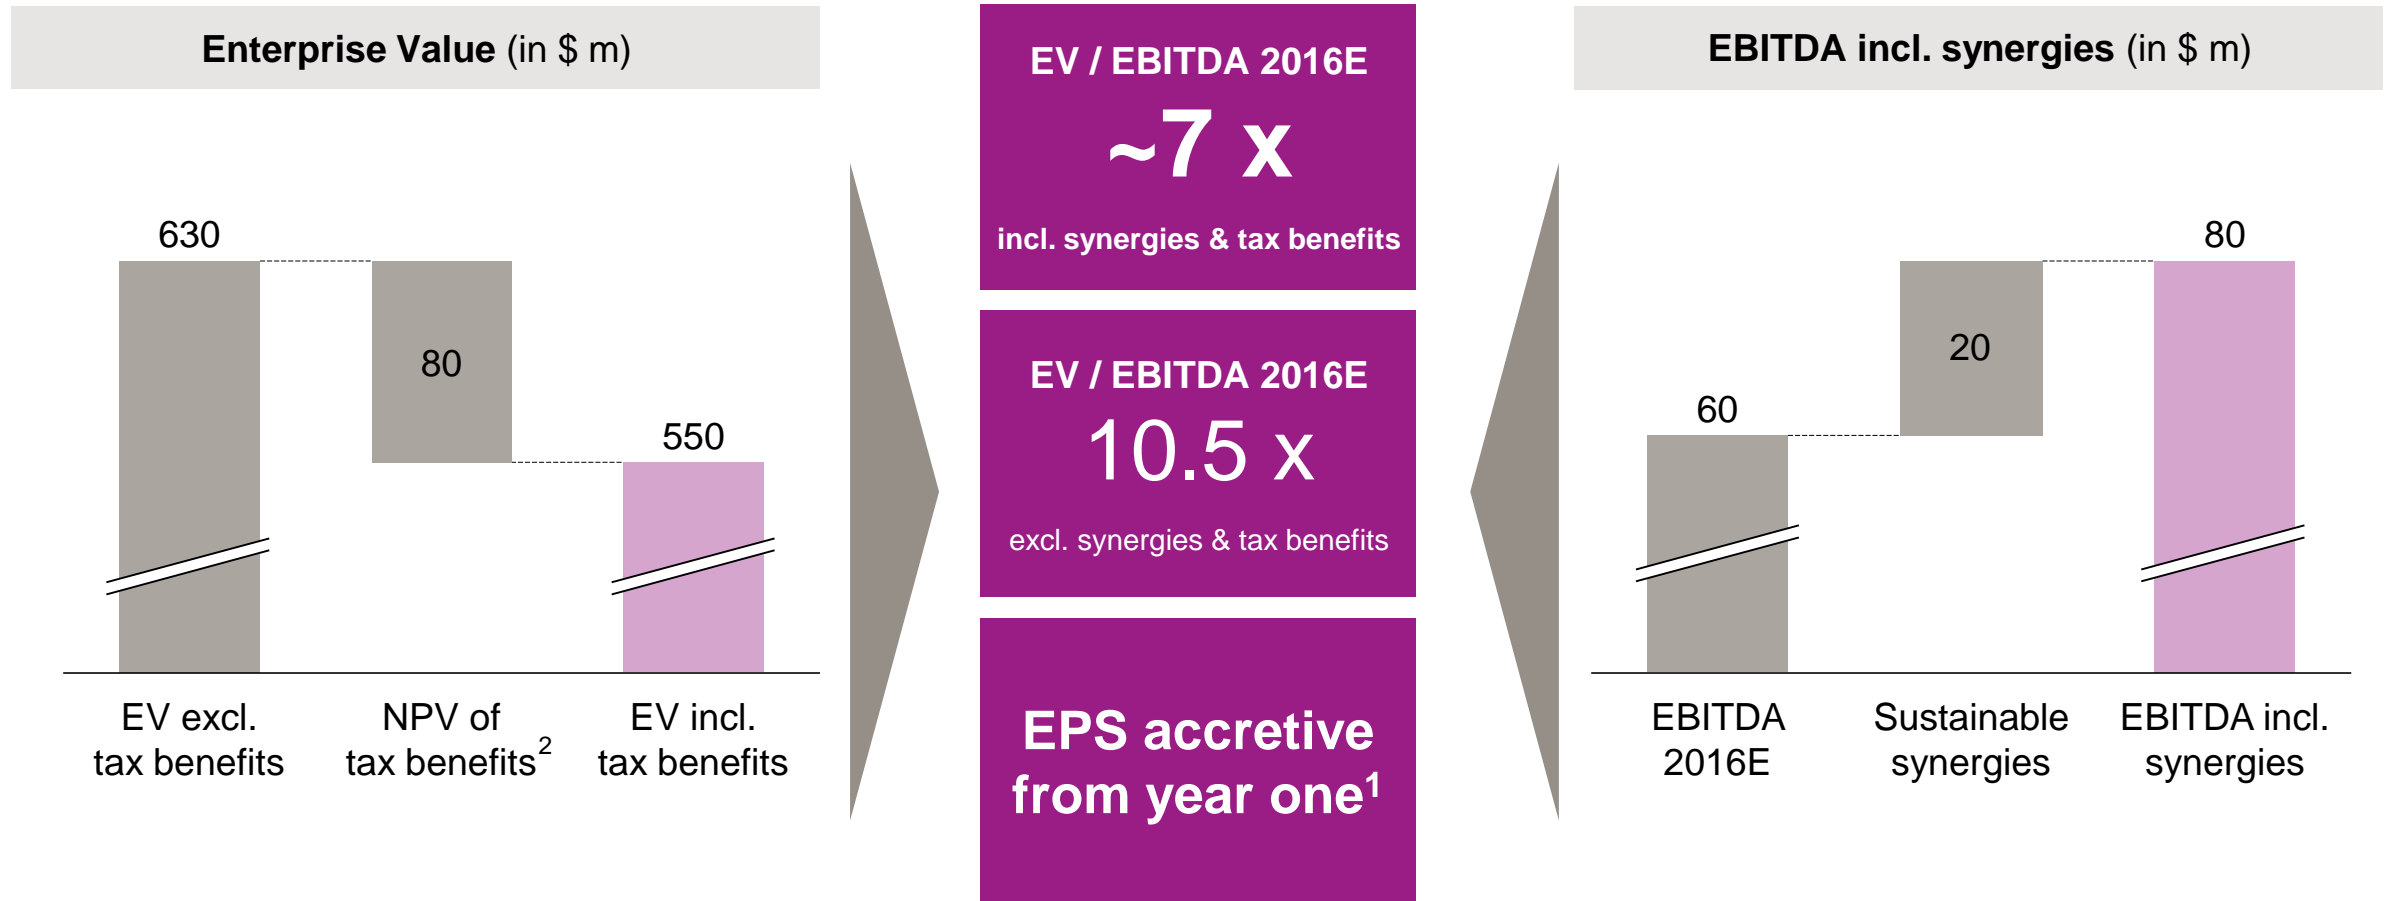 Enterprise Value (in $ m)
630
80
550
EV excl.
tax benefits
NPV of
tax benefits2
EV incl.
tax benefits
EV / EBITDA 2016E
~7 x
incl. synergies & tax benefits
EV / EBITDA 2016E
10.5 x
excl. synergies & tax benefits
EPS accretive
from year one1
EBITDA incl. synergies (in $ m)
60
20
80
EBITDA
2016E
Sustainable
synergies
EBITDA incl.
synergies